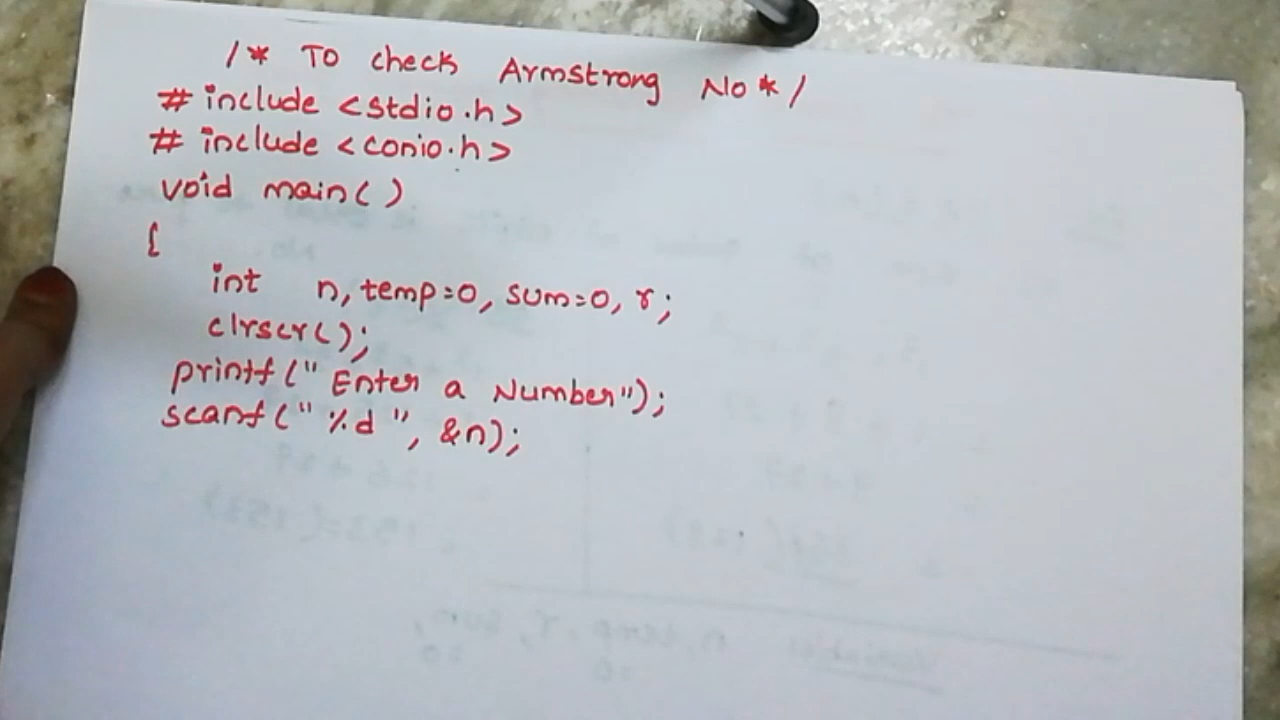 /* To check Armstrong No */
# include <stdio.h>
# include <conio.h>
void main()
{
int n, temp=0, sum=0, r;
clrscr();
printf(" Enter a Number");
scanf(" %d ", &n);